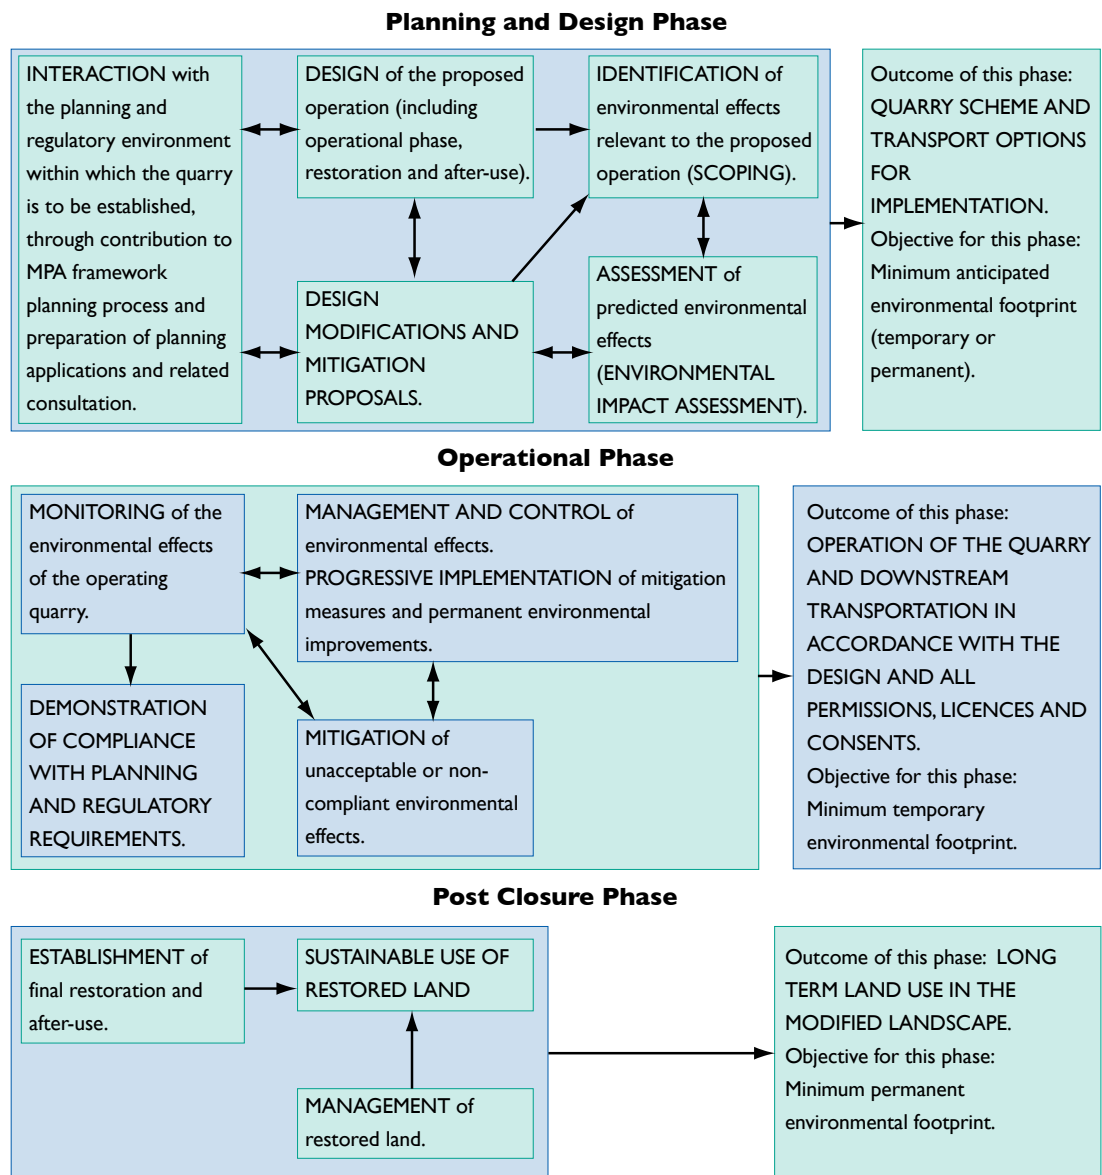 Planning and Design Phase
INTERACTION with
the planning and
regulatory environment
within which the quarry
is to be established,
through contribution to
MPA framework
planning process and
preparation of planning
applications and related
consultation.
DESIGN of the proposed
operation (including
operational phase,
restoration and after-use).
DESIGN
MODIFICATIONS AND
MITIGATION
PROPOSALS.
IDENTIFICATION of
environmental effects
relevant to the proposed
operation (SCOPING).
ASSESSMENT of
predicted environmental
effects
(ENVIRONMENTAL
IMPACT ASSESSMENT).
Outcome of this phase:
QUARRY SCHEME AND
TRANSPORT OPTIONS
FOR
IMPLEMENTATION.
Objective for this phase:
Minimum anticipated
environmental footprint
(temporary or
permanent).
Operational Phase
MONITORING of the
environmental effects
of the operating
quarry.
DEMONSTRATION
OF COMPLIANCE
WITH PLANNING
AND REGULATORY
REQUIREMENTS.
MANAGEMENT AND CONTROL of
environmental effects.
PROGRESSIVE IMPLEMENTATION of mitigation
measures and permanent environmental
improvements.
MITIGATION of
unacceptable or non-
compliant environmental
effects.
Outcome of this phase:
OPERATION OF THE QUARRY
AND DOWNSTREAM
TRANSPORTATION IN
ACCORDANCE WITH THE
DESIGN AND ALL
PERMISSIONS, LICENCES AND
CONSENTS.
Objective for this phase:
Minimum temporary
environmental footprint.
Post Closure Phase
ESTABLISHMENT of
final restoration and
after-use.
SUSTAINABLE USE OF
RESTORED LAND
MANAGEMENT of
restored land.
Outcome of this phase: LONG
TERM LAND USE IN THE
MODIFIED LANDSCAPE.
Objective for this phase:
Minimum permanent
environmental footprint.